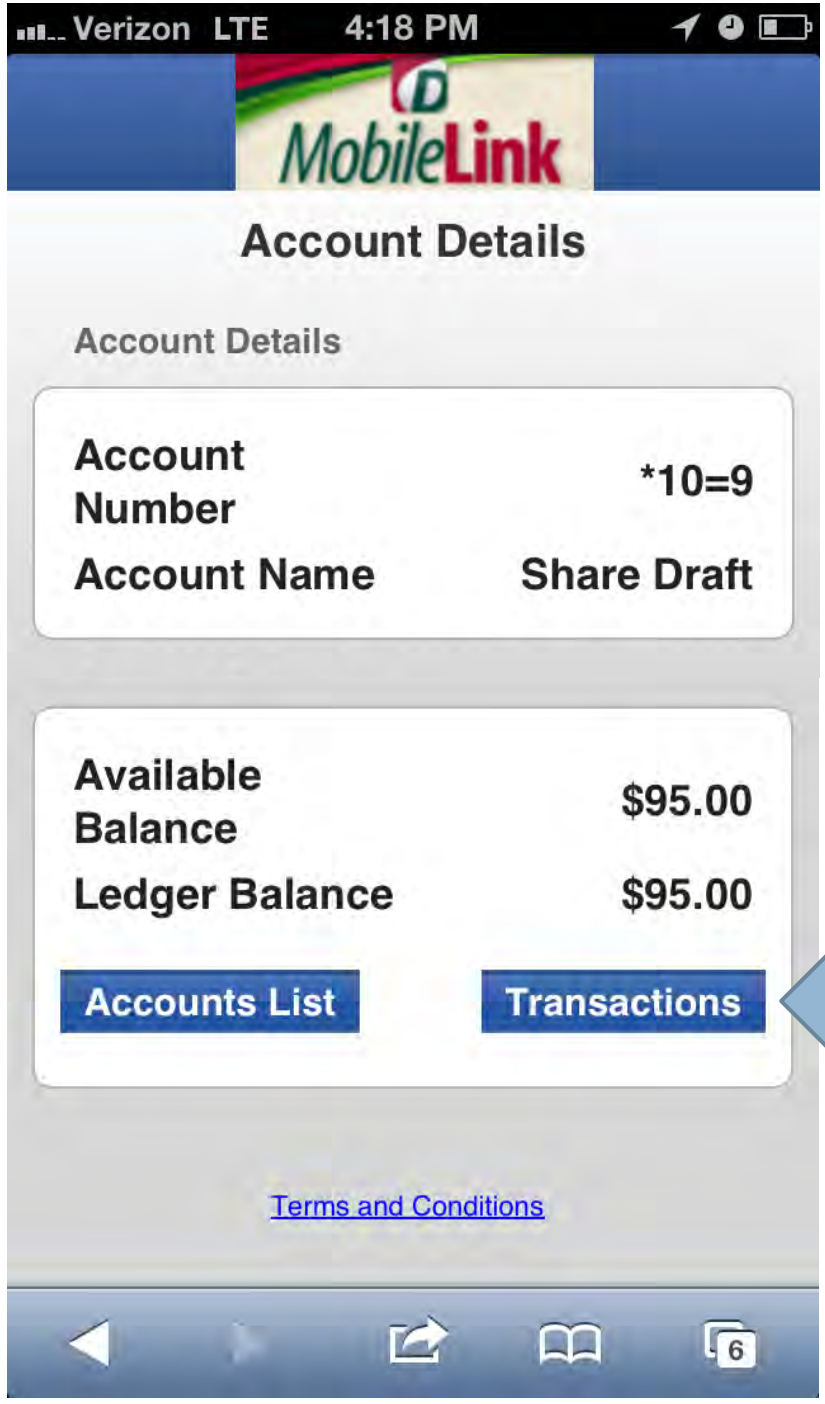 Verizon LTE 4:18 PM
D
MobileLink
Account Details
Account Details
Account
Number
*10=9
Account Name Share Draft
Available
Balance
$95.00
Ledger Balance $95.00
Accounts List Transactions
Terms and Conditions
6